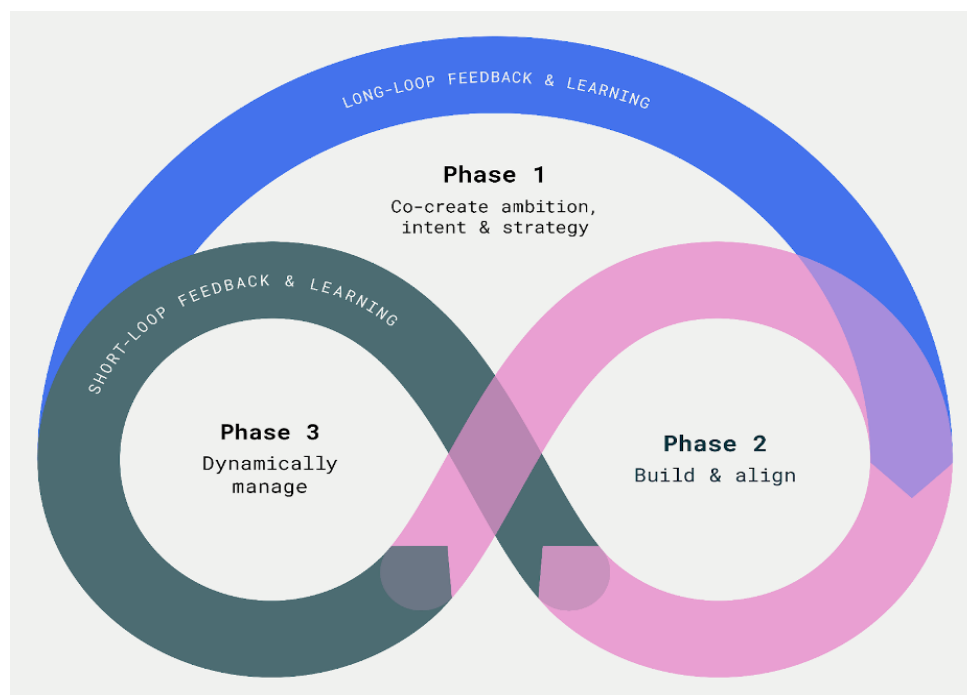 LONG-LOOP FEEDBACK & LEARNING
Phase 1
Co-create ambition,
intent & strategy
SHORT-LOOP FEEDBACK & LEARNING
Phase 3
Dynamically
manage
Phase 2
Build & align